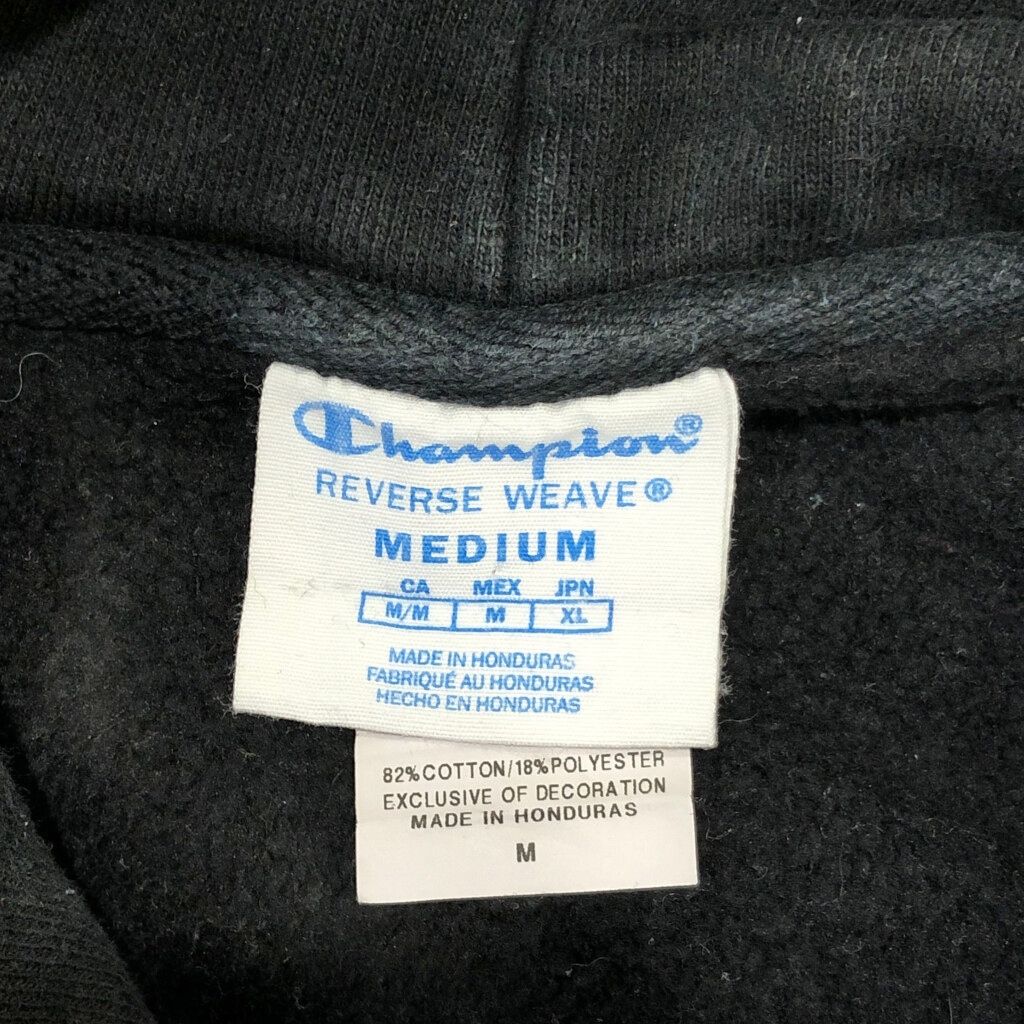 Champion®
REVERSE WEAVE®
MEDIUM
CA MEX JPN
M/M M XL
MADE IN HONDURAS
FABRIQUÉ AU HONDURAS
HECHO EN HONDURAS
82%COTTON/18%POLYESTER
EXCLUSIVE OF DECORATION
MADE IN HONDURAS
M